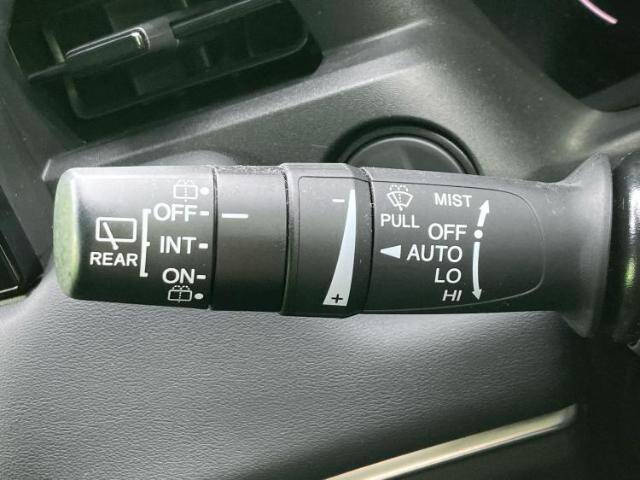 REAR
OFF
INT
ON
-
+
PULL
MIST
OFF
AUTO
LO
HI